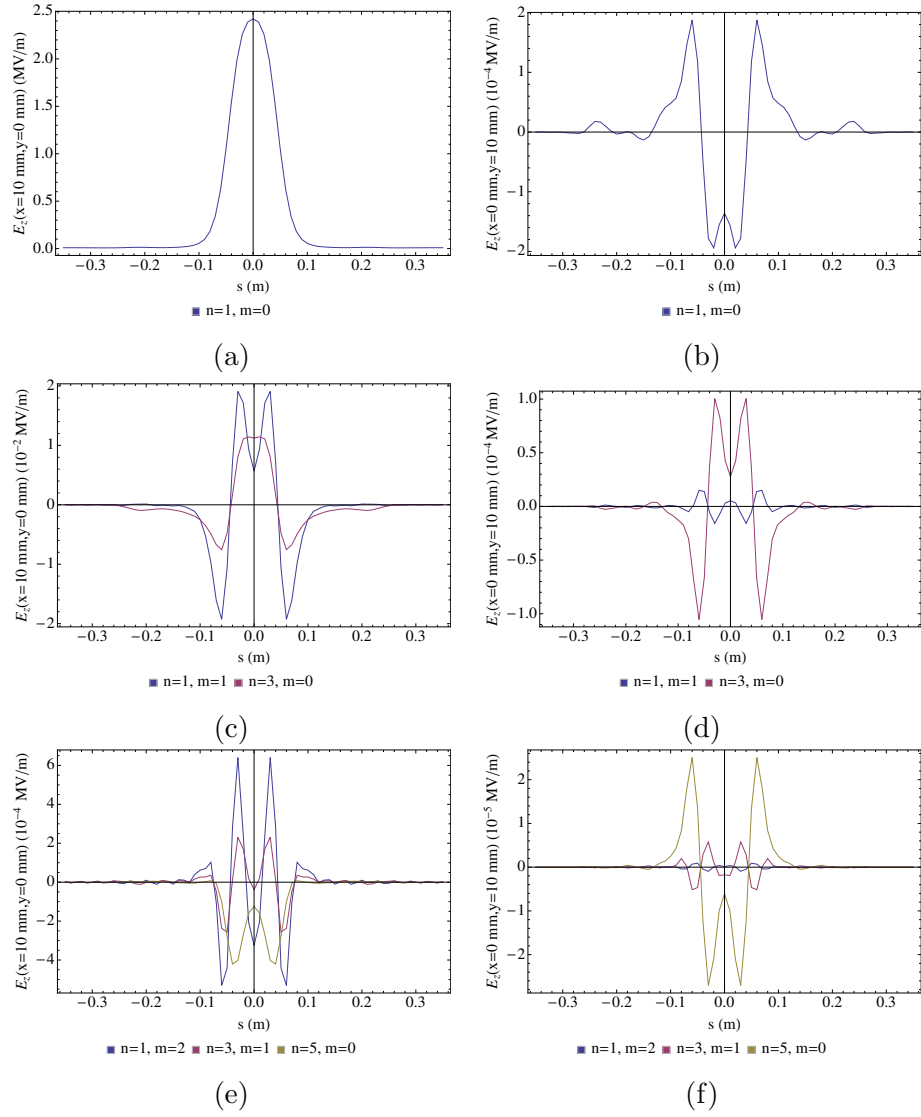 E_z(x=10 mm,y=0 mm) (MV/m)
2.5
2.0
1.5
1.0
0.5
0.0
−0.3 −0.2 −0.1 0.0 0.1 0.2 0.3
s (m)
n=1, m=0
(a)
E_z(x=0 mm,y=10 mm) (10^-4 MV/m)
1
0
−1
−2
−0.3 −0.2 −0.1 0.0 0.1 0.2 0.3
s (m)
n=1, m=0
(b)
E_z(x=10 mm,y=0 mm) (10^-2 MV/m)
2
1
0
−1
−2
−0.3 −0.2 −0.1 0.0 0.1 0.2 0.3
s (m)
n=1, m=1 n=3, m=0
(c)
E_z(x=0 mm,y=10 mm) (10^-4 MV/m)
1.0
0.5
0.0
−0.5
−1.0
−0.3 −0.2 −0.1 0.0 0.1 0.2 0.3
s (m)
n=1, m=1 n=3, m=0
(d)
E_z(x=10 mm,y=0 mm) (10^-4 MV/m)
6
4
2
0
−2
−4
−0.3 −0.2 −0.1 0.0 0.1 0.2 0.3
s (m)
n=1, m=2 n=3, m=1 n=5, m=0
(e)
E_z(x=0 mm,y=10 mm) (10^-5 MV/m)
2
1
0
−1
−2
−0.3 −0.2 −0.1 0.0 0.1 0.2 0.3
s (m)
n=1, m=2 n=3, m=1 n=5, m=0
(f)